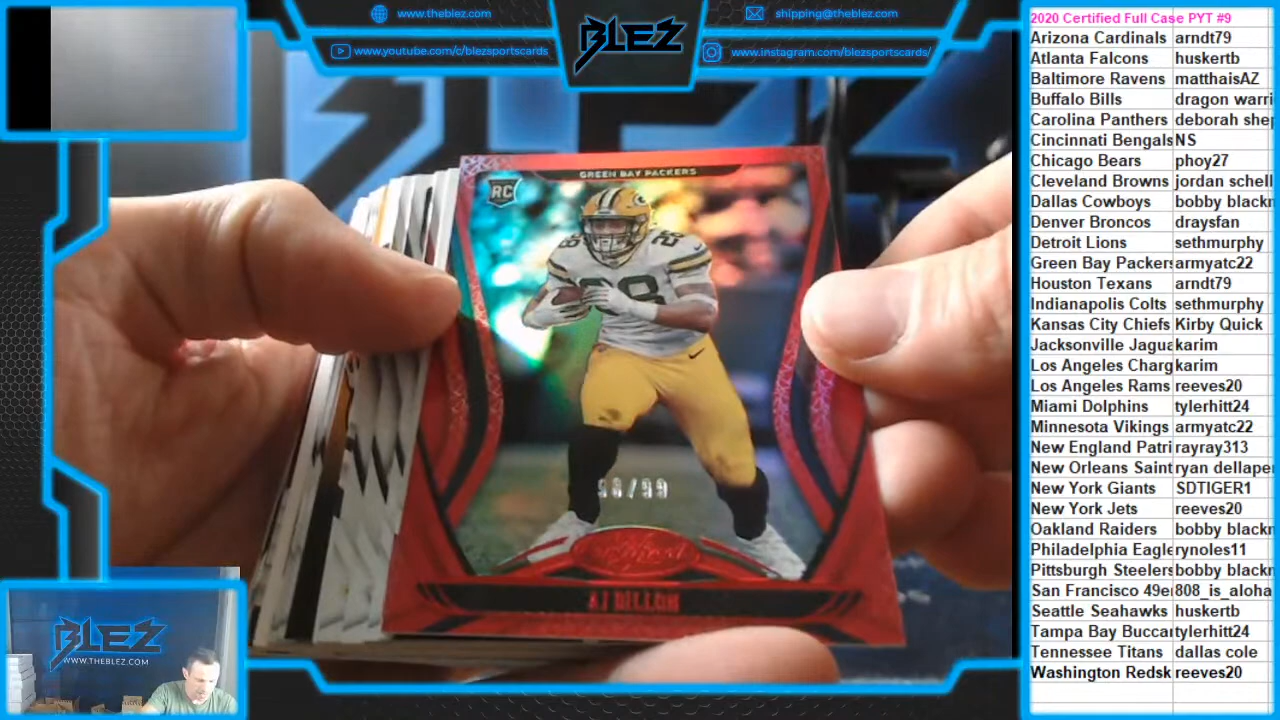 www.theblez.com
shipping@theblez.com
www.youtube.com/c/blezsportscards
BLEZ
www.instagram.com/blezsportscards/
GREEN BAY PACKERS
RC
28
28
/99
AJ DILLON
BLEZ
WWW.THEBLEZ.COM
2020 Certified Full Case PYT #9
Arizona Cardinals arndt79
Atlanta Falcons huskertb
Baltimore Ravens matthaisAZ
Buffalo Bills dragon warri
Carolina Panthers deborah shep
Cincinnati Bengals NS
Chicago Bears phoy27
Cleveland Browns jordan schell
Dallas Cowboys bobby blackn
Denver Broncos draysfan
Detroit Lions sethmurphy
Green Bay Packers armyatc22
Houston Texans arndt79
Indianapolis Colts sethmurphy
Kansas City Chiefs Kirby Quick
Jacksonville Jagua karim
Los Angeles Charg karim
Los Angeles Rams reeves20
Miami Dolphins tylerhitt24
Minnesota Vikings armyatc22
New England Patri rayray313
New Orleans Saint ryan dellape
New York Giants SDTIGER1
New York Jets reeves20
Oakland Raiders bobby blackn
Philadelphia Eagle rynoles11
Pittsburgh Steelers bobby blackn
San Francisco 49e 808_is_aloha
Seattle Seahawks huskertb
Tampa Bay Bucca tylerhitt24
Tennessee Titans dallas cole
Washington Redsk reeves20